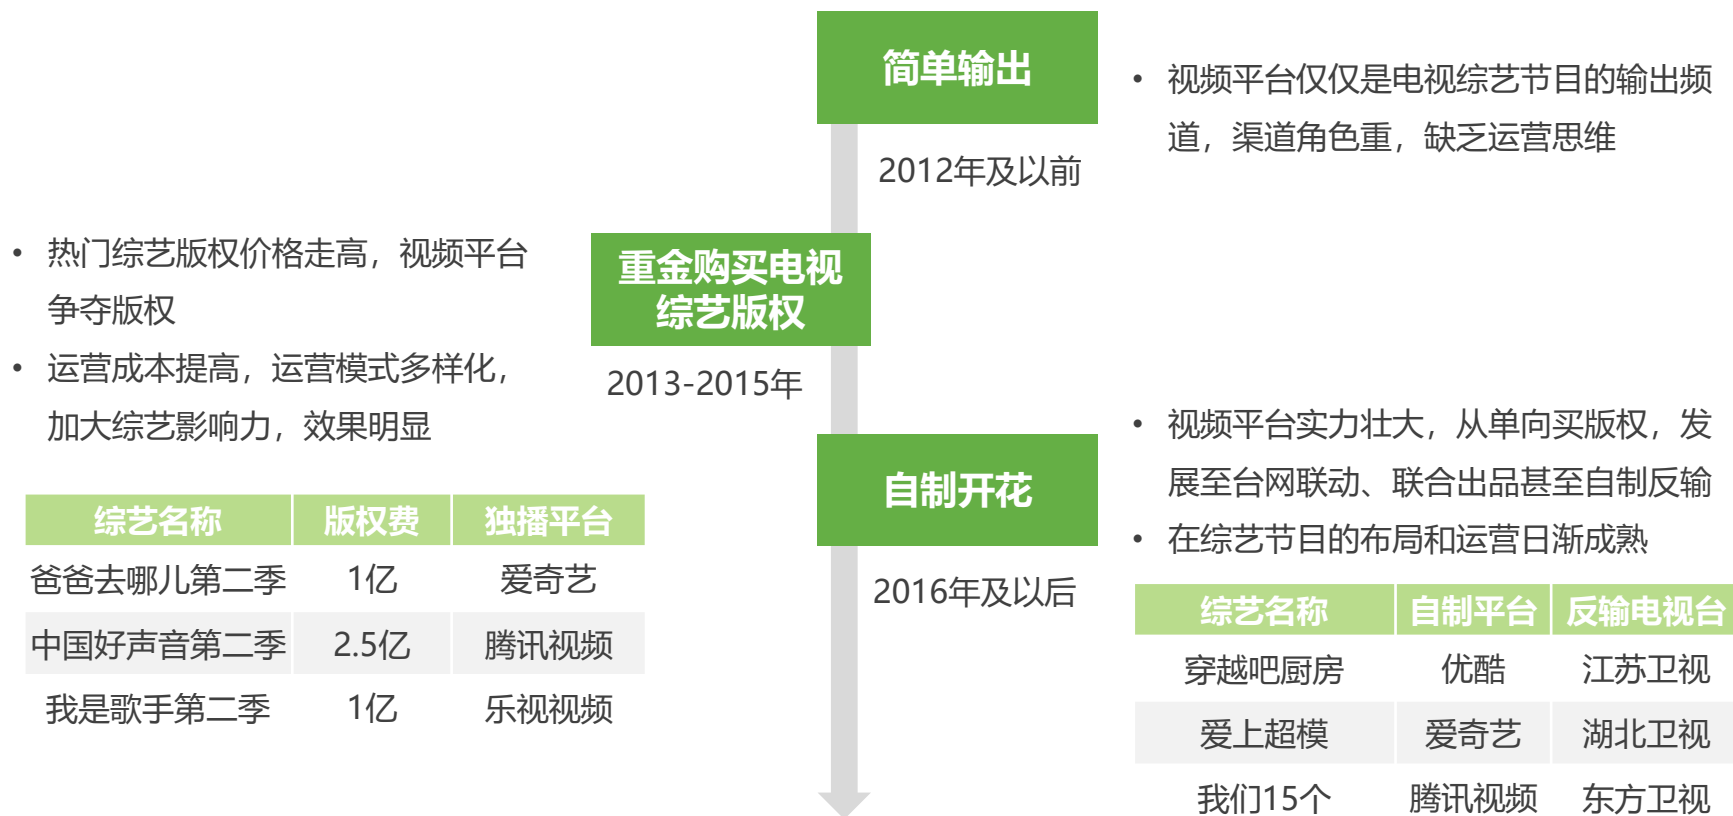 简单输出
2012年及以前
• 视频平台仅仅是电视综艺节目的输出频
道，渠道角色重，缺乏运营思维
重金购买电视
综艺版权
2013-2015年
• 热门综艺版权价格走高，视频平台
争夺版权
• 运营成本提高，运营模式多样化，
加大综艺影响力，效果明显
综艺名称 版权费 独播平台
爸爸去哪儿第二季 1亿 爱奇艺
中国好声音第二季 2.5亿 腾讯视频
我是歌手第二季 1亿 乐视视频
自制开花
2016年及以后
• 视频平台实力壮大，从单向买版权，发
展至台网联动、联合出品甚至自制反输
• 在综艺节目的布局和运营日渐成熟
综艺名称 自制平台 反输电视台
穿越吧厨房 优酷 江苏卫视
爱上超模 爱奇艺 湖北卫视
我们15个 腾讯视频 东方卫视